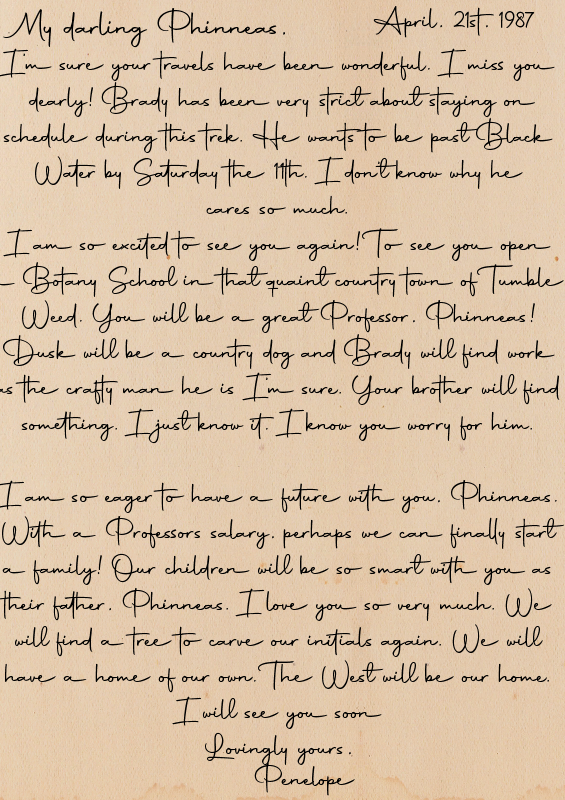 My darling Phinneas. April. 21st. 1987
I'm sure your travels have been wonderful. I miss you
dearly! Brady has been very strict about staying on
schedule during this trek. He wants to be past Black
Water by Saturday the 11th. I don't know why he
cares so much.
I am so excited to see you again! To see you open
Botany School in that quaint country town of Tumble
Weed. You will be a great Professor. Phinneas!
Dusk will be a country dog and Brady will find work
as the crafty man he is I'm sure. Your brother will find
something. I just know it. I know you worry for him.
I am so eager to have a future with you. Phinneas.
With a Professors salary. perhaps we can finally start
a family! Our children will be so smart with you as
their father. Phinneas. I love you so very much. We
will find a tree to carve our initials again. We will
have a home of our own. The West will be our home.
I will see you soon
Lovingly yours.
Penelope